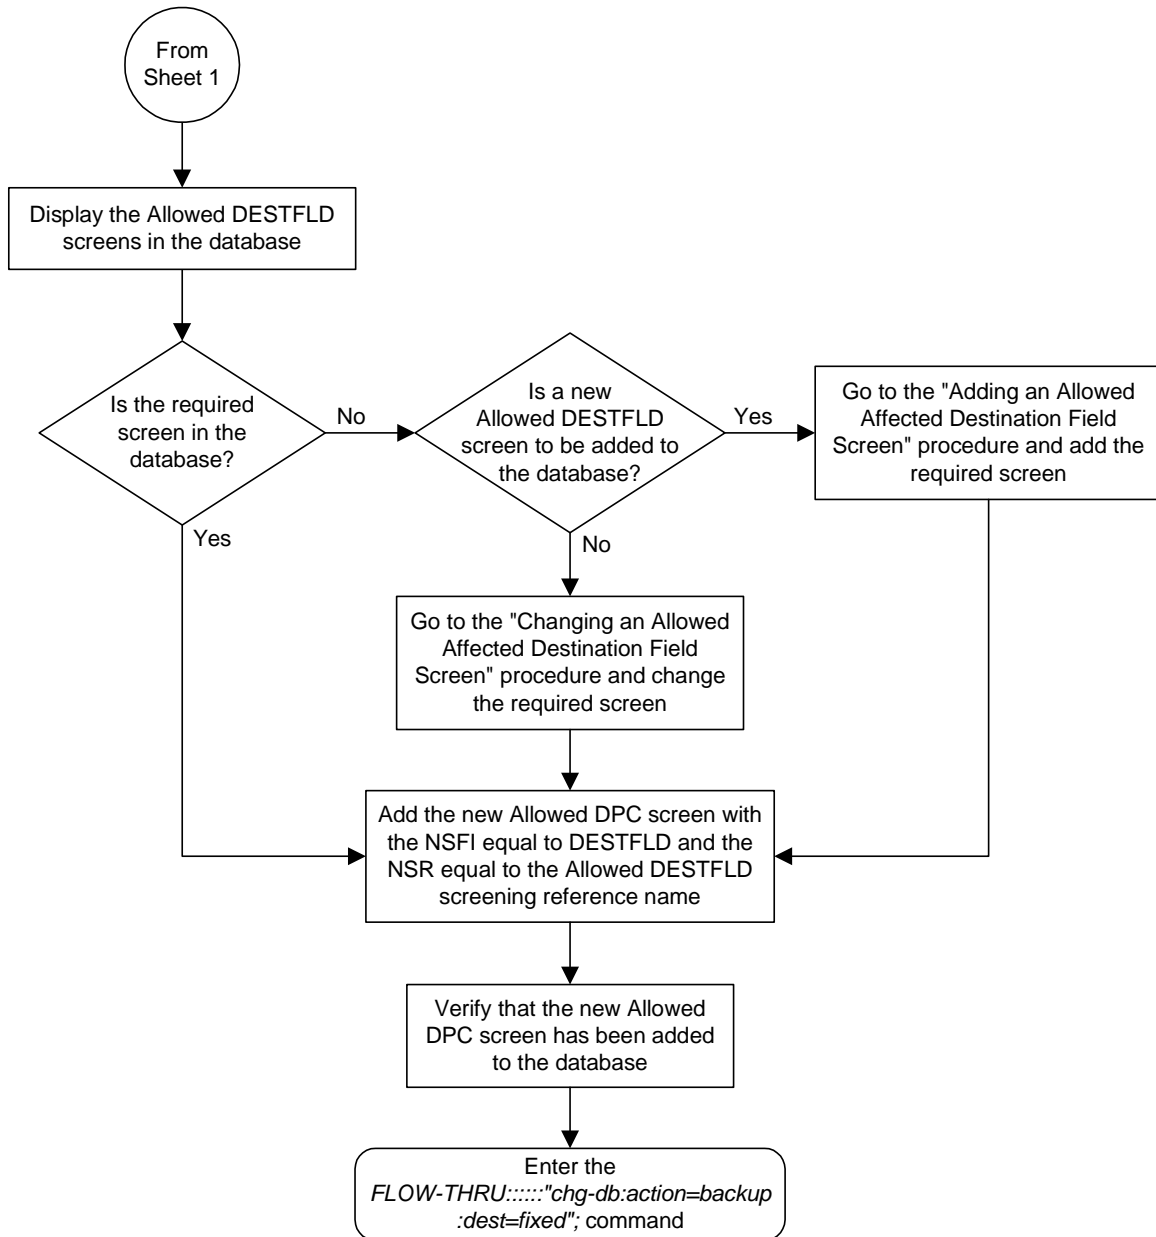 From
Sheet 1
Display the Allowed DESTFLD
screens in the database
Is the required
screen in the
database?
No
Yes
Is a new
Allowed DESTFLD
screen to be added to
the database?
Yes
No
Go to the "Adding an Allowed
Affected Destination Field
Screen" procedure and add the
required screen
Go to the "Changing an Allowed
Affected Destination Field
Screen" procedure and change
the required screen
Add the new Allowed DPC screen with
the NSFI equal to DESTFLD and the
NSR equal to the Allowed DESTFLD
screening reference name
Verify that the new Allowed
DPC screen has been added
to the database
Enter the
FLOW-THRU::::::"chg-db:action=backup
:dest=fixed"; command